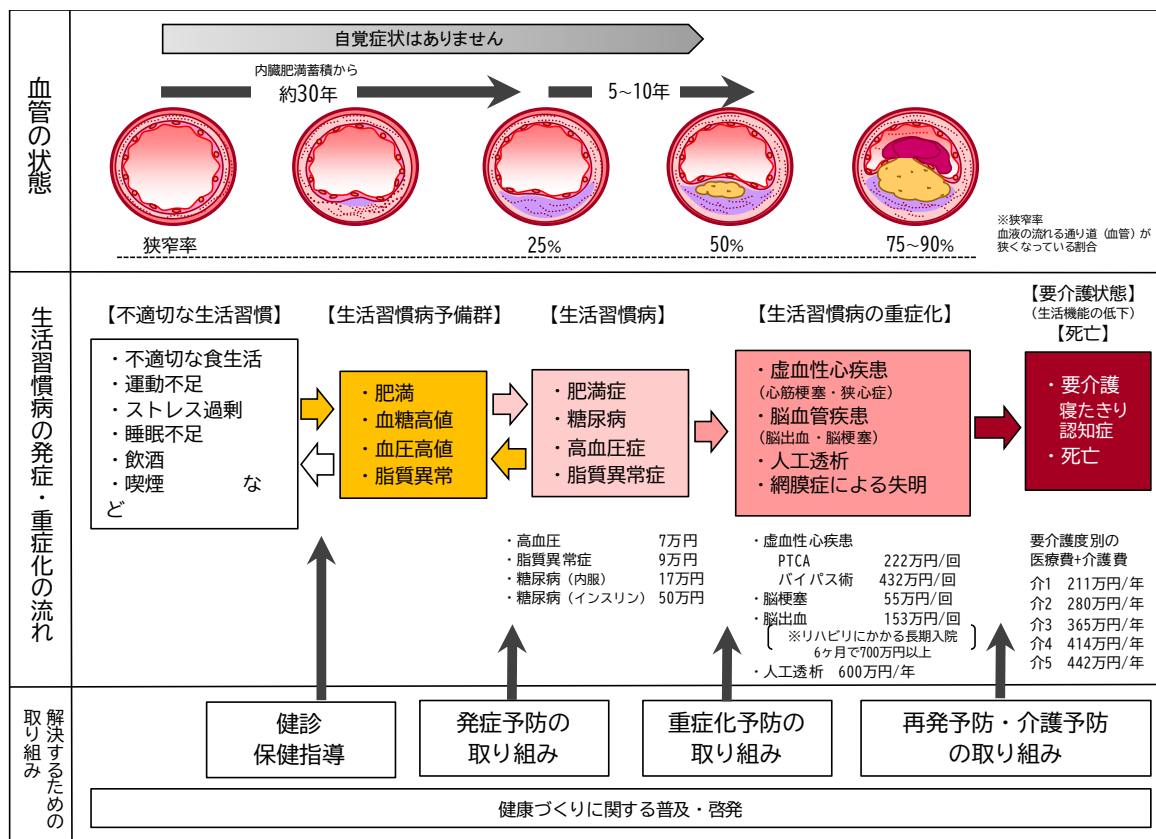 血管の状態
自覚症状はありません
内臓肥満蓄積から
約30年
5～10年
狭窄率
25%
50%
75～90%
※狭窄率
血液の流れる通り道（血管）が
狭くなっている割合
生活習慣病の発症・重症化の流れ
【不適切な生活習慣】
・不適切な食生活
・運動不足
・ストレス過剰
・睡眠不足
・飲酒
・喫煙　　　　な
ど
【生活習慣病予備群】
・肥満
・血糖高値
・血圧高値
・脂質異常
【生活習慣病】
・肥満症
・糖尿病
・高血圧症
・脂質異常症
・高血圧　7万円
・脂質異常症　9万円
・糖尿病（内服）　17万円
・糖尿病（インスリン）　50万円
【生活習慣病の重症化】
・虚血性心疾患
（心筋梗塞・狭心症）
・脳血管疾患
（脳出血・脳梗塞）
・人工透析
・網膜症による失明
・虚血性心疾患
PTCA　222万円/回
バイパス術　432万円/回
・脳梗塞　55万円/回
・脳出血　153万円/回
※リハビリにかかる長期入院
6ヶ月で700万円以上
・人工透析　600万円/年
【要介護状態】
（生活機能の低下）
【死亡】
・要介護
寝たきり
認知症
・死亡
要介護度別の
医療費+介護費
介1　211万円/年
介2　280万円/年
介3　365万円/年
介4　414万円/年
介5　442万円/年
解決するための
取り組み
健診
保健指導
発症予防の
取り組み
重症化予防の
取り組み
再発予防・介護予防
の取り組み
健康づくりに関する普及・啓発